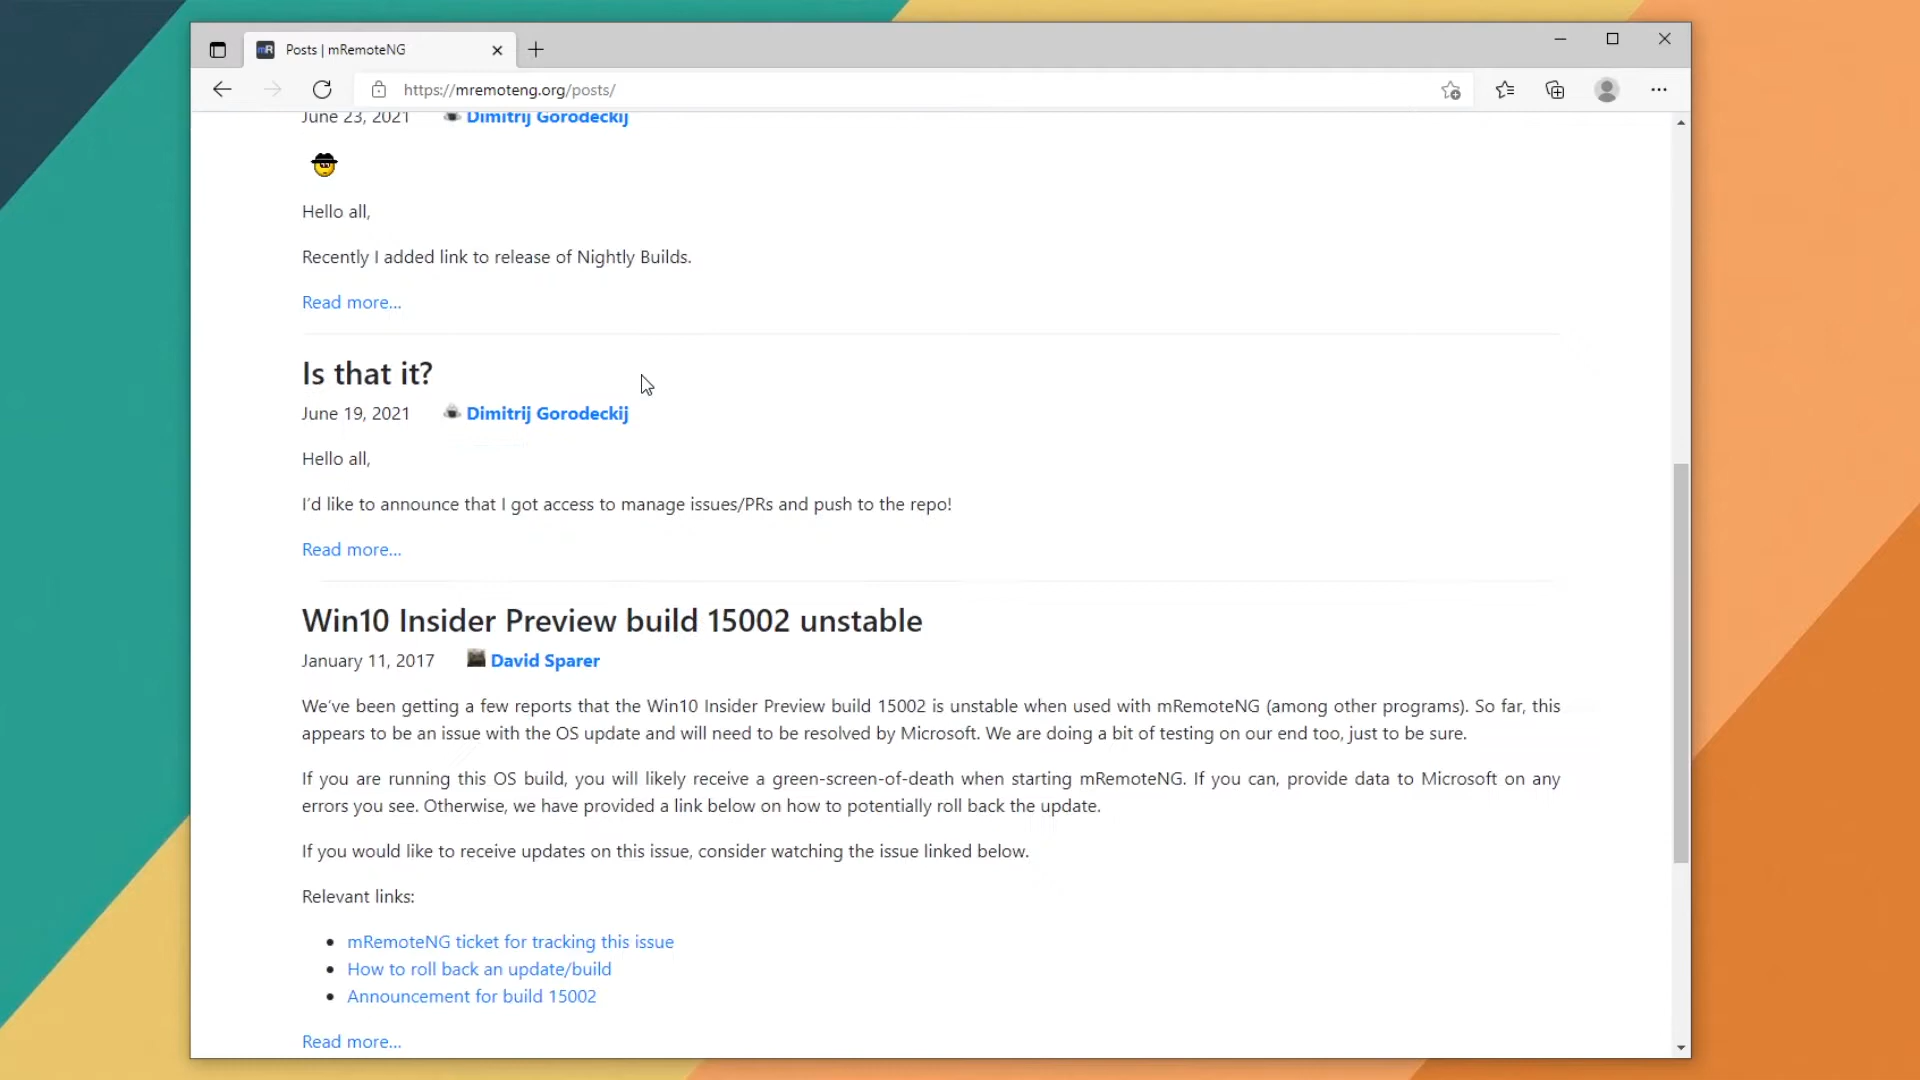 mR Posts | mRemoteNG
https://mremoteng.org/posts/
June 23, 2021 Dimitrij Gorodeckij
Hello all,
Recently I added link to release of Nightly Builds.
Read more...
Is that it?
June 19, 2021 Dimitrij Gorodeckij
Hello all,
I'd like to announce that I got access to manage issues/PRs and push to the repo!
Read more...
Win10 Insider Preview build 15002 unstable
January 11, 2017 David Sparer
We've been getting a few reports that the Win10 Insider Preview build 15002 is unstable when used with mRemoteNG (among other programs). So far, this
appears to be an issue with the OS update and will need to be resolved by Microsoft. We are doing a bit of testing on our end too, just to be sure.
If you are running this OS build, you will likely receive a green-screen-of-death when starting mRemoteNG. If you can, provide data to Microsoft on any
errors you see. Otherwise, we have provided a link below on how to potentially roll back the update.
If you would like to receive updates on this issue, consider watching the issue linked below.
Relevant links:
• mRemoteNG ticket for tracking this issue
• How to roll back an update/build
• Announcement for build 15002
Read more...